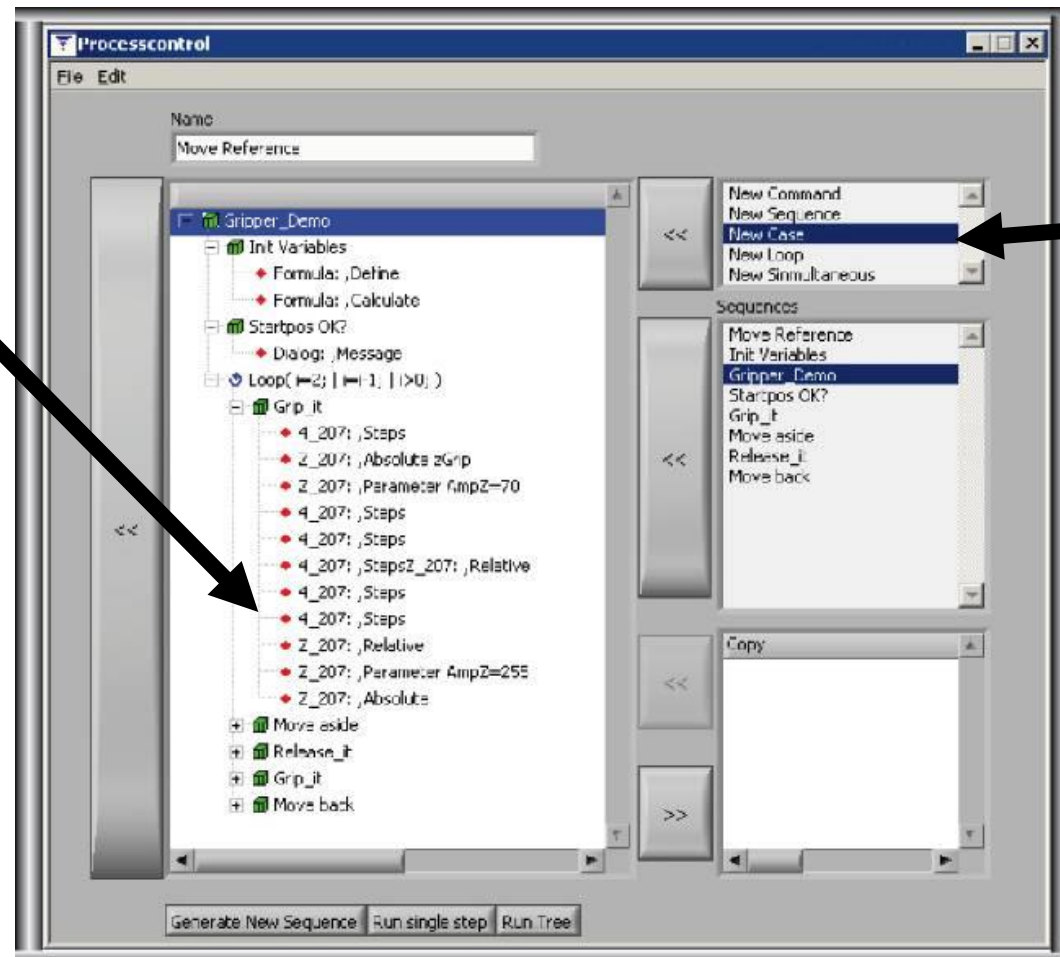 Processcontrol
File Edit
Name
Move Reference
Gripper_Demo
Init Variables
Formula: ,Define
Formula: ,Calculate
Startpos OK?
Dialog: ,Message
Loop( i=2; | i=i-1; | i>0; )
Grip_it
4_207: ,Steps
Z_207: ,Absolute zGrip
Z_207: ,Parameter AmpZ=70
4_207: ,Steps
4_207: ,Steps
4_207: ,StepsZ_207: ,Relative
4_207: ,Steps
4_207: ,Steps
Z_207: ,Relative
Z_207: ,Parameter AmpZ=255
Z_207: ,Absolute
Move aside
Release_it
Grip_it
Move back
<<
<<
New Command
New Sequence
New Case
New Loop
New Sinmultaneous
Sequences
<<
Move Reference
Init Variables
Gripper_Demo
Startpos OK?
Grip_it
Move aside
Release_it
Move back
<<
>>
Copy
Generate New Sequence Run single step Run Tree